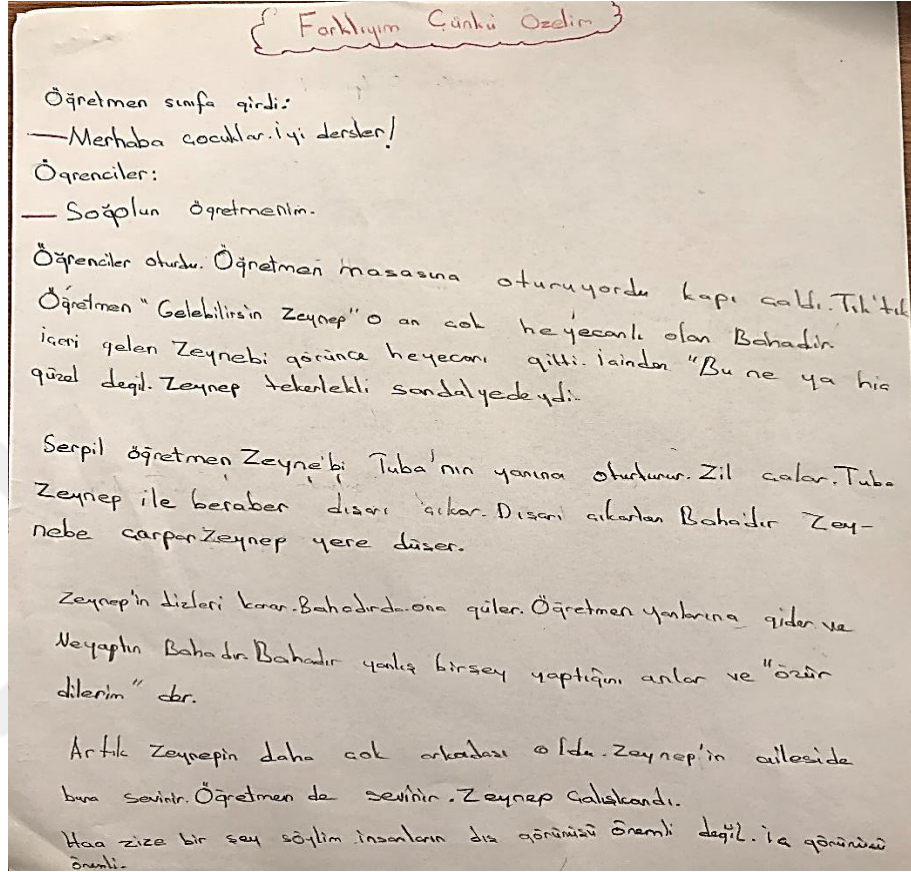 Farklıyım Çünkü Özelim
Öğretmen sınıfa girdi:
—Merhaba çocuklar. İyi dersler!
Öğrenciler:
— Soğolun öğretmenim.
Öğrenciler oturdu. Öğretmen masasına oturuyordu kapı çaldı. Tık'tık
Öğretmen "Gelebilirsin Zeynep" o an çok heyecanlı olan Bahadır.
içeri gelen Zeynebi görünce heyecanı gitti. İçinden "Bu ne ya hiç
güzel değil. Zeynep tekerlekli sandalyedeydi.
Serpil öğretmen Zeyne'bi Tuba'nın yanına oturturur. Zil çalar. Tuba
Zeynep ile beraber dışarı çıkar. Dışarı çıkarlan Bahadır Zey-
nebe çarpar Zeynep yere düşer.
Zeynep'in dizleri kanar. Bahadırda ona güler. Öğretmen yanlarına gider ve
Neyaptın Bahadır. Bahadır yanlış birşey yaptığını anlar ve "özür
dilerim" der.
Artık Zeynepin daha çok arkadaşı oldu. Zeynep'in aileside
buna sevinir. Öğretmen de sevinir. Zeynep Çalışkandı.
Haa zize bir şey söylim insanların dış görünüşü önemli değil. iç görünüşü
önemli.